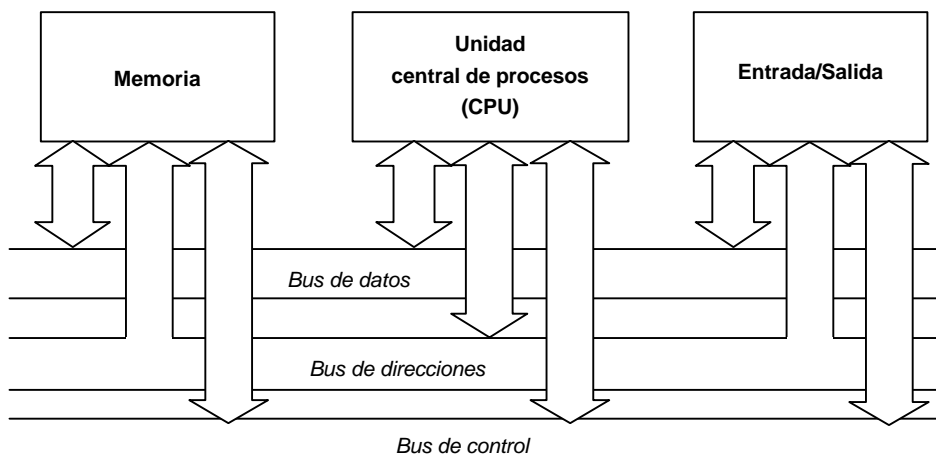 Memoria
Unidad
central de procesos
(CPU)
Entrada/Salida
Bus de datos
Bus de direcciones
Bus de control